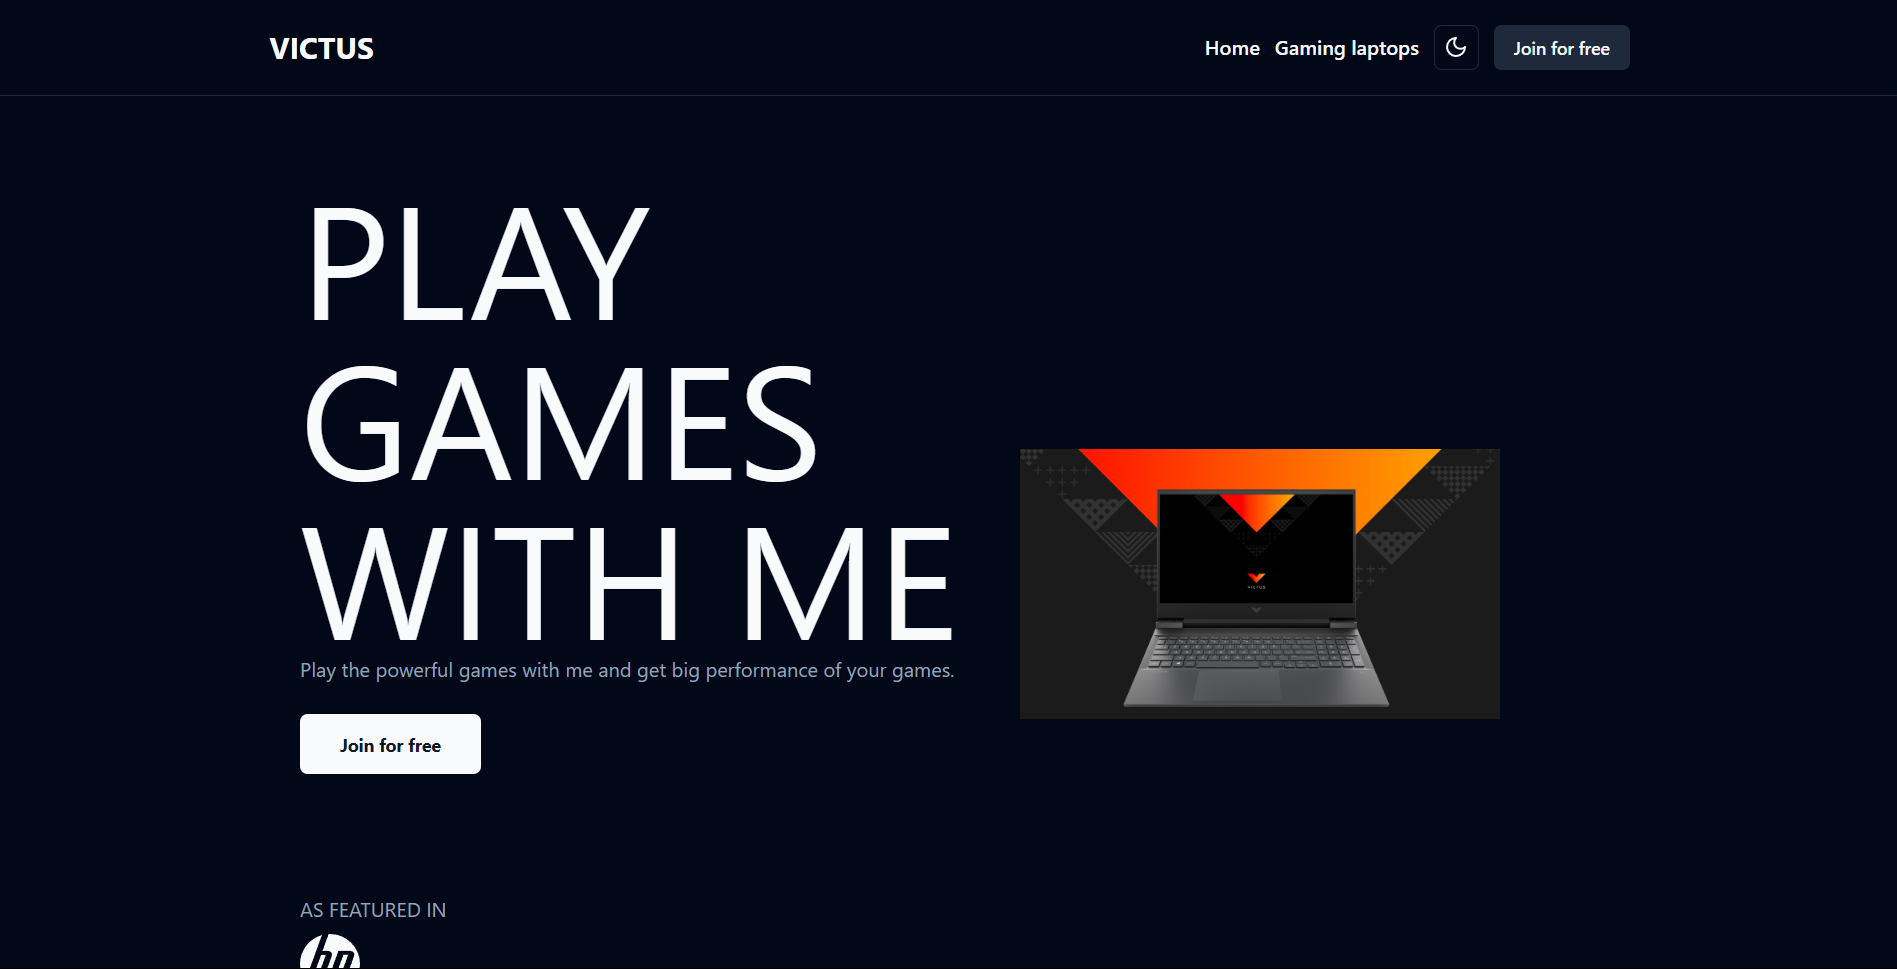 VICTUS
Home Gaming laptops Join for free
PLAY
GAMES
WITH ME
Play the powerful games with me and get big performance of your games.
Join for free
VICTUS
AS FEATURED IN
hp